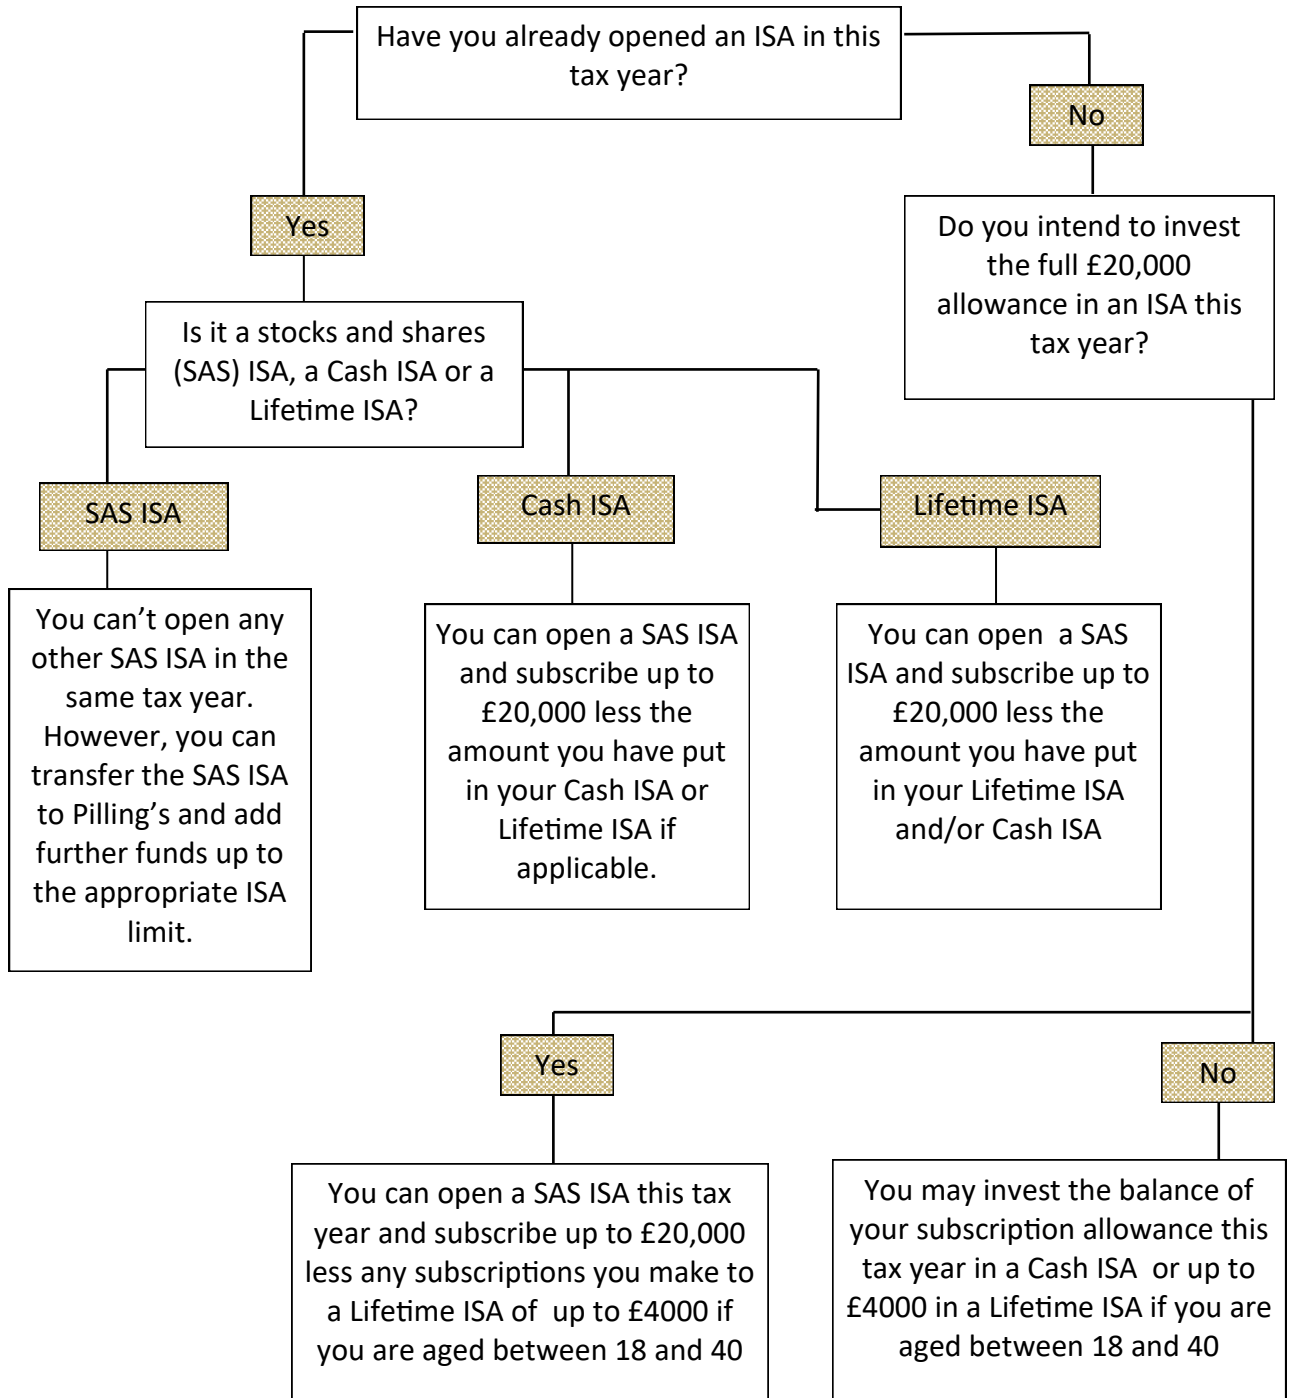 Have you already opened an ISA in this
tax year?
No
Yes
Do you intend to invest
the full £20,000
allowance in an ISA this
tax year?
Is it a stocks and shares
(SAS) ISA, a Cash ISA or a
Lifetime ISA?
SAS ISA
Cash ISA
Lifetime ISA
You can’t open any
other SAS ISA in the
same tax year.
However, you can
transfer the SAS ISA
to Pilling’s and add
further funds up to
the appropriate ISA
limit.
You can open a SAS ISA
and subscribe up to
£20,000 less the
amount you have put
in your Cash ISA or
Lifetime ISA if
applicable.
You can open  a SAS
ISA and subscribe up to
£20,000 less the
amount you have put
in your Lifetime ISA
and/or Cash ISA
Yes
No
You can open a SAS ISA this tax
year and subscribe up to £20,000
less any subscriptions you make to
a Lifetime ISA of  up to £4000 if
you are aged between 18 and 40
You may invest the balance of
your subscription allowance this
tax year in a Cash ISA  or up to
£4000 in a Lifetime ISA if you are
aged between 18 and 40